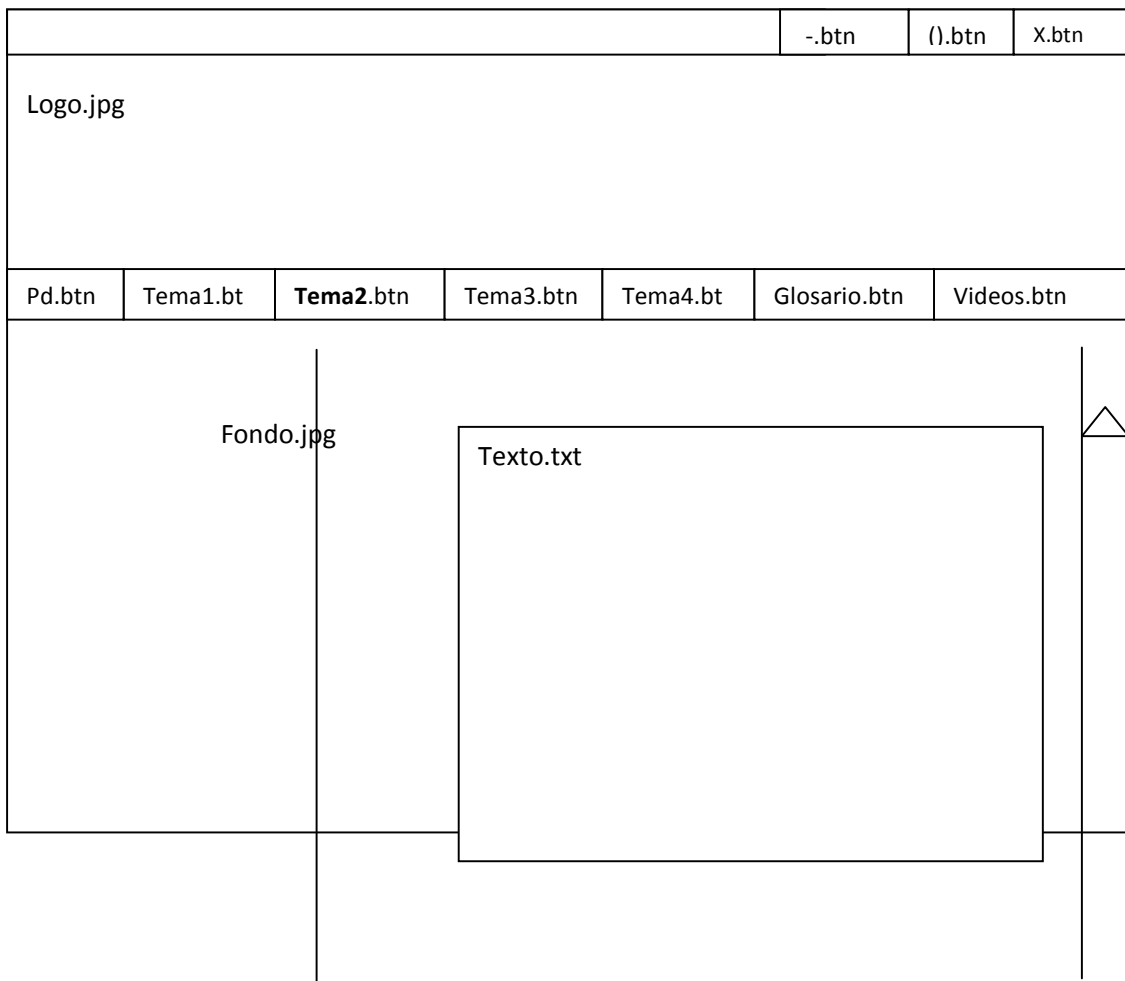 -.btn
().btn
X.btn
Logo.jpg
Pd.btn
Tema1.bt
Tema2.btn
Tema3.btn
Tema4.bt
Glosario.btn
Videos.btn
Fondo.jpg
Texto.txt